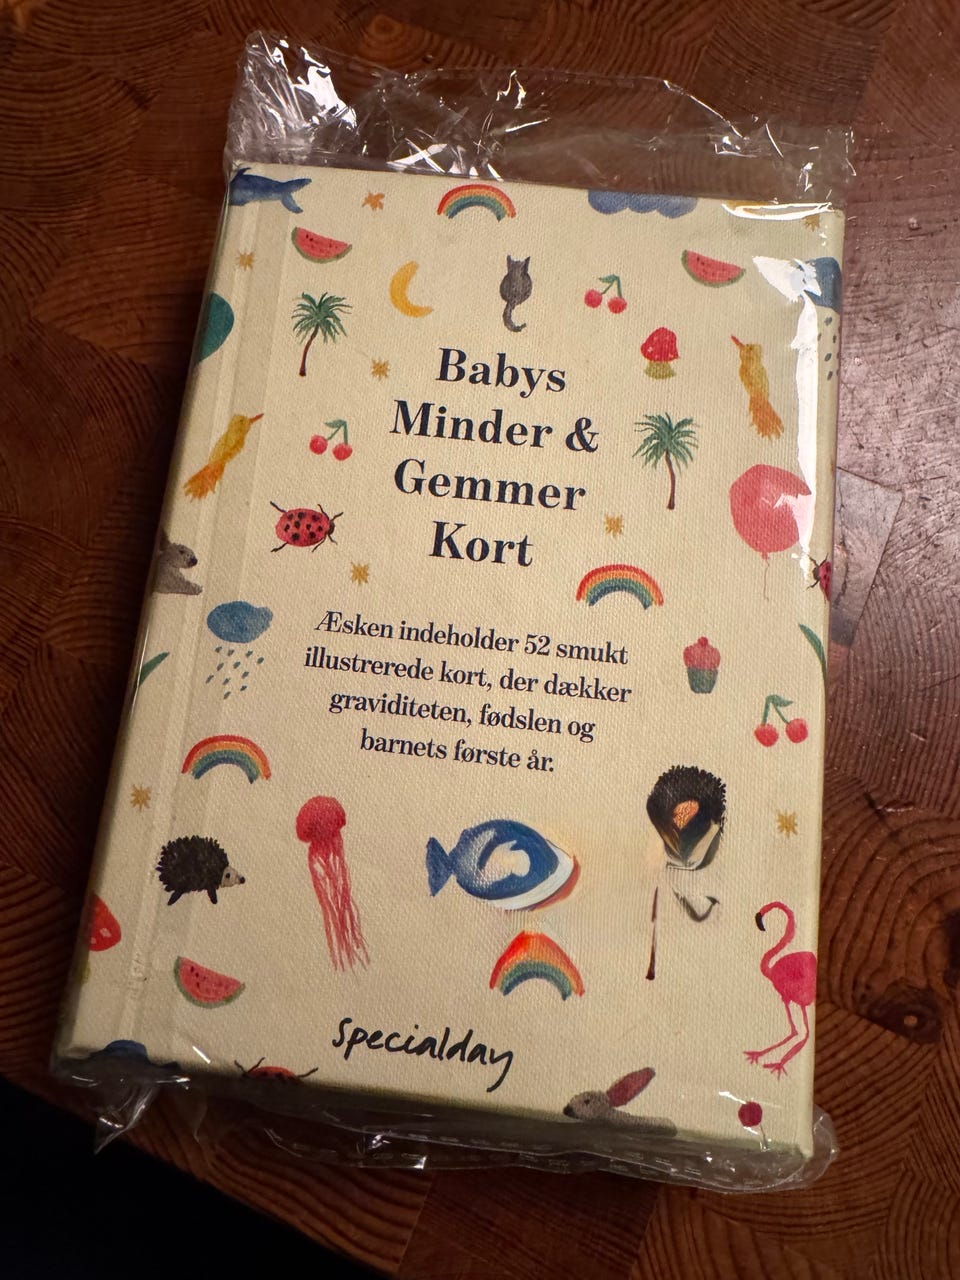 Babys
Minder &
Gemmer
Kort
Æsken indeholder 52 smukt
illustrerede kort, der dækker
graviditeten, fødslen og
barnets første år.
specialday